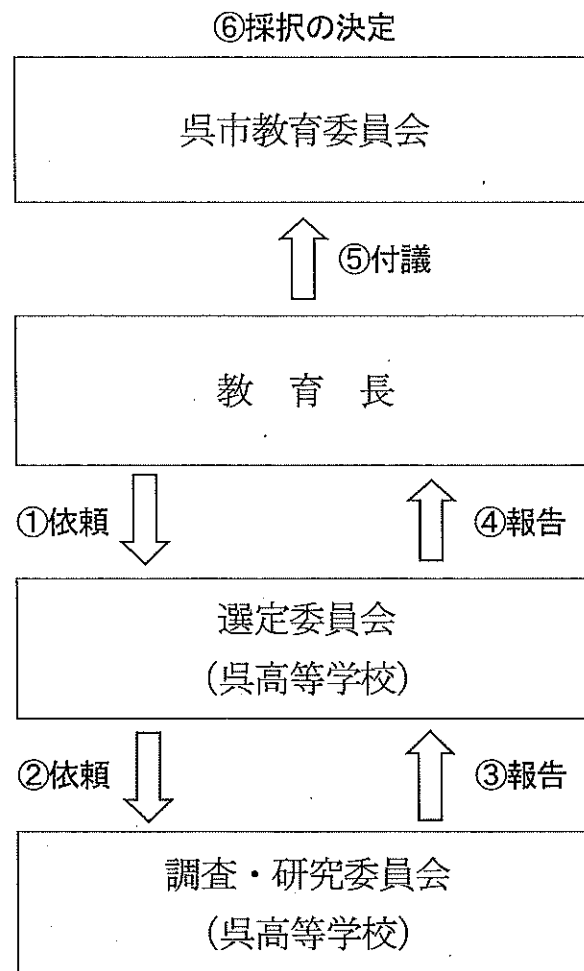 ⑥採択の決定
呉市教育委員会
⑤付議
教　育　長
①依頼
④報告
選定委員会
(呉高等学校)
②依頼
③報告
調査・研究委員会
(呉高等学校)